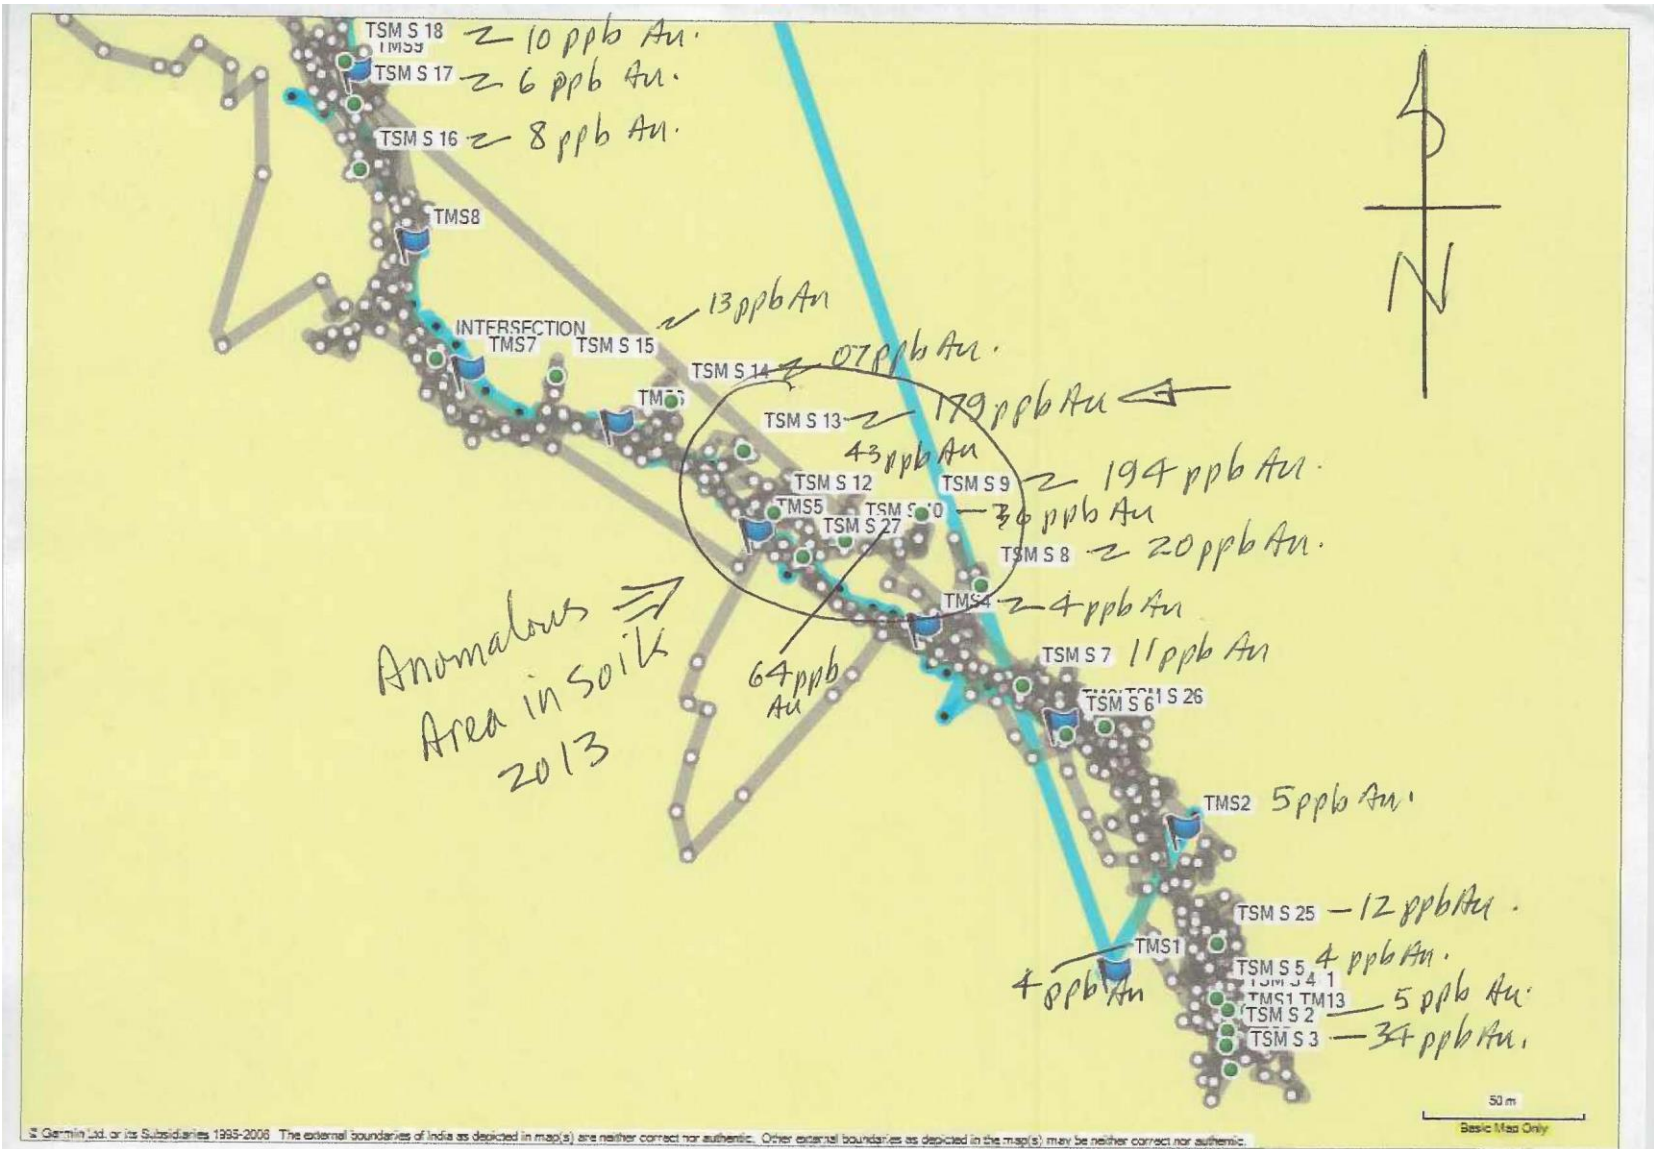 TSM S 18 ~ 10 ppb Au.
TMS9
TSM S 17 ~ 6 ppb Au.
TSM S 16 ~ 8 ppb Au.
TMS8
N
13 ppb Au
INTERSECTION
TMS7 TSM S 15
TSM S 14 ~ 07 ppb Au.
TSM S 13 ~ 179 ppb Au
43 ppb Au
TSM S 9 ~ 194 ppb Au.
TSM S 12
TMS5 TSM S 10 - 30 ppb Au
TSM S 27
TSM S 8 ~ 20 ppb Au.
TMS4 ~ 4 ppb Au
Anomalous
Area in Soils
2013
64 ppb
Au
TSM S 7 11 ppb Au
TSM S 6 S 26
TMS2 5 ppb Au.
TSM S 25 - 12 ppb Au.
TMS1
4 ppb Au
TSM S 5 4 ppb Au.
TMS1 TM13
TSM S 2 - 5 ppb Au.
TSM S 3 - 34 ppb Au.
50 m
Basic Map Only
© Garmin Ltd. or its Subsidiaries 1995-2006 The external boundaries of India as depicted in map(s) are neither correct nor authentic. Other external boundaries as depicted in the map(s) may be neither correct nor authentic.